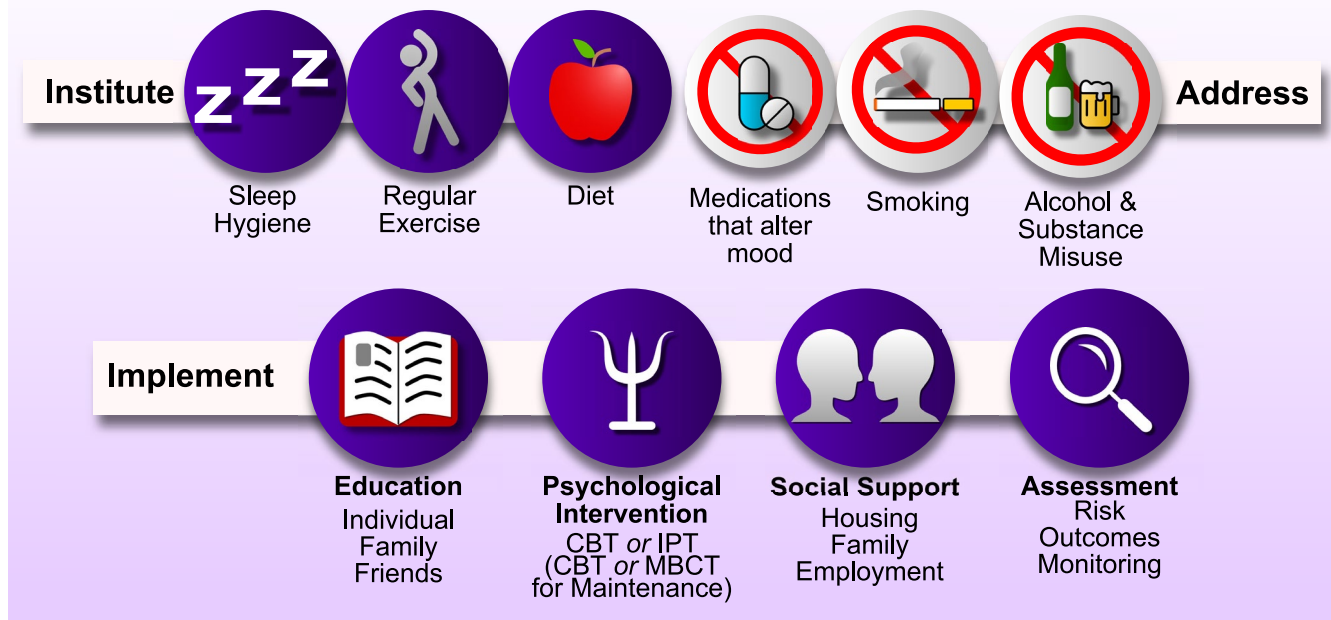 Institute
z z z
Address
Sleep
Hygiene
Regular
Exercise
Diet
Medications
that alter
mood
Smoking
Alcohol &
Substance
Misuse
Implement
Education
Individual
Family
Friends
Psychological
Intervention
CBT or IPT
(CBT or MBCT
for Maintenance)
Social Support
Housing
Family
Employment
Assessment
Risk
Outcomes
Monitoring